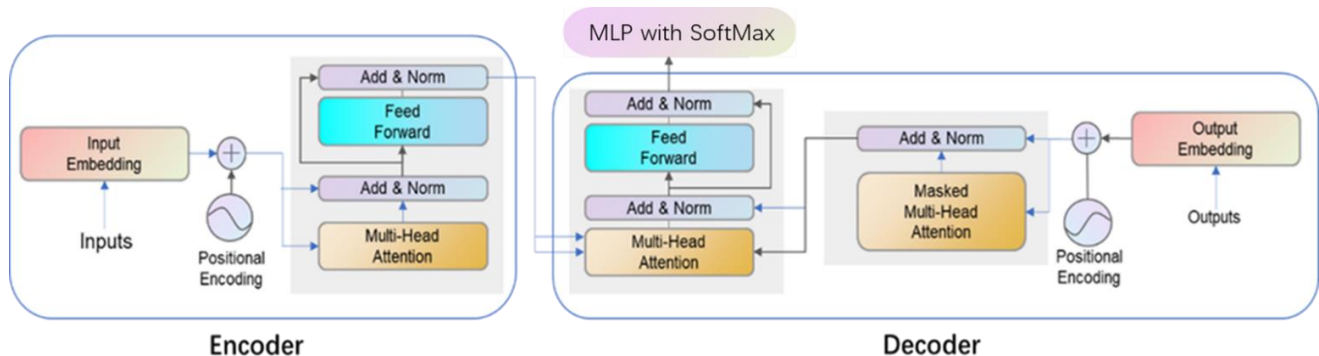 MLP with SoftMax
Add & Norm
Feed
Forward
Input
Embedding
Add & Norm
Multi-Head
Attention
Inputs
Positional
Encoding
Add & Norm
Feed
Forward
Add & Norm
Multi-Head
Attention
Add & Norm
Masked
Multi-Head
Attention
Output
Embedding
Outputs
Positional
Encoding
Encoder
Decoder